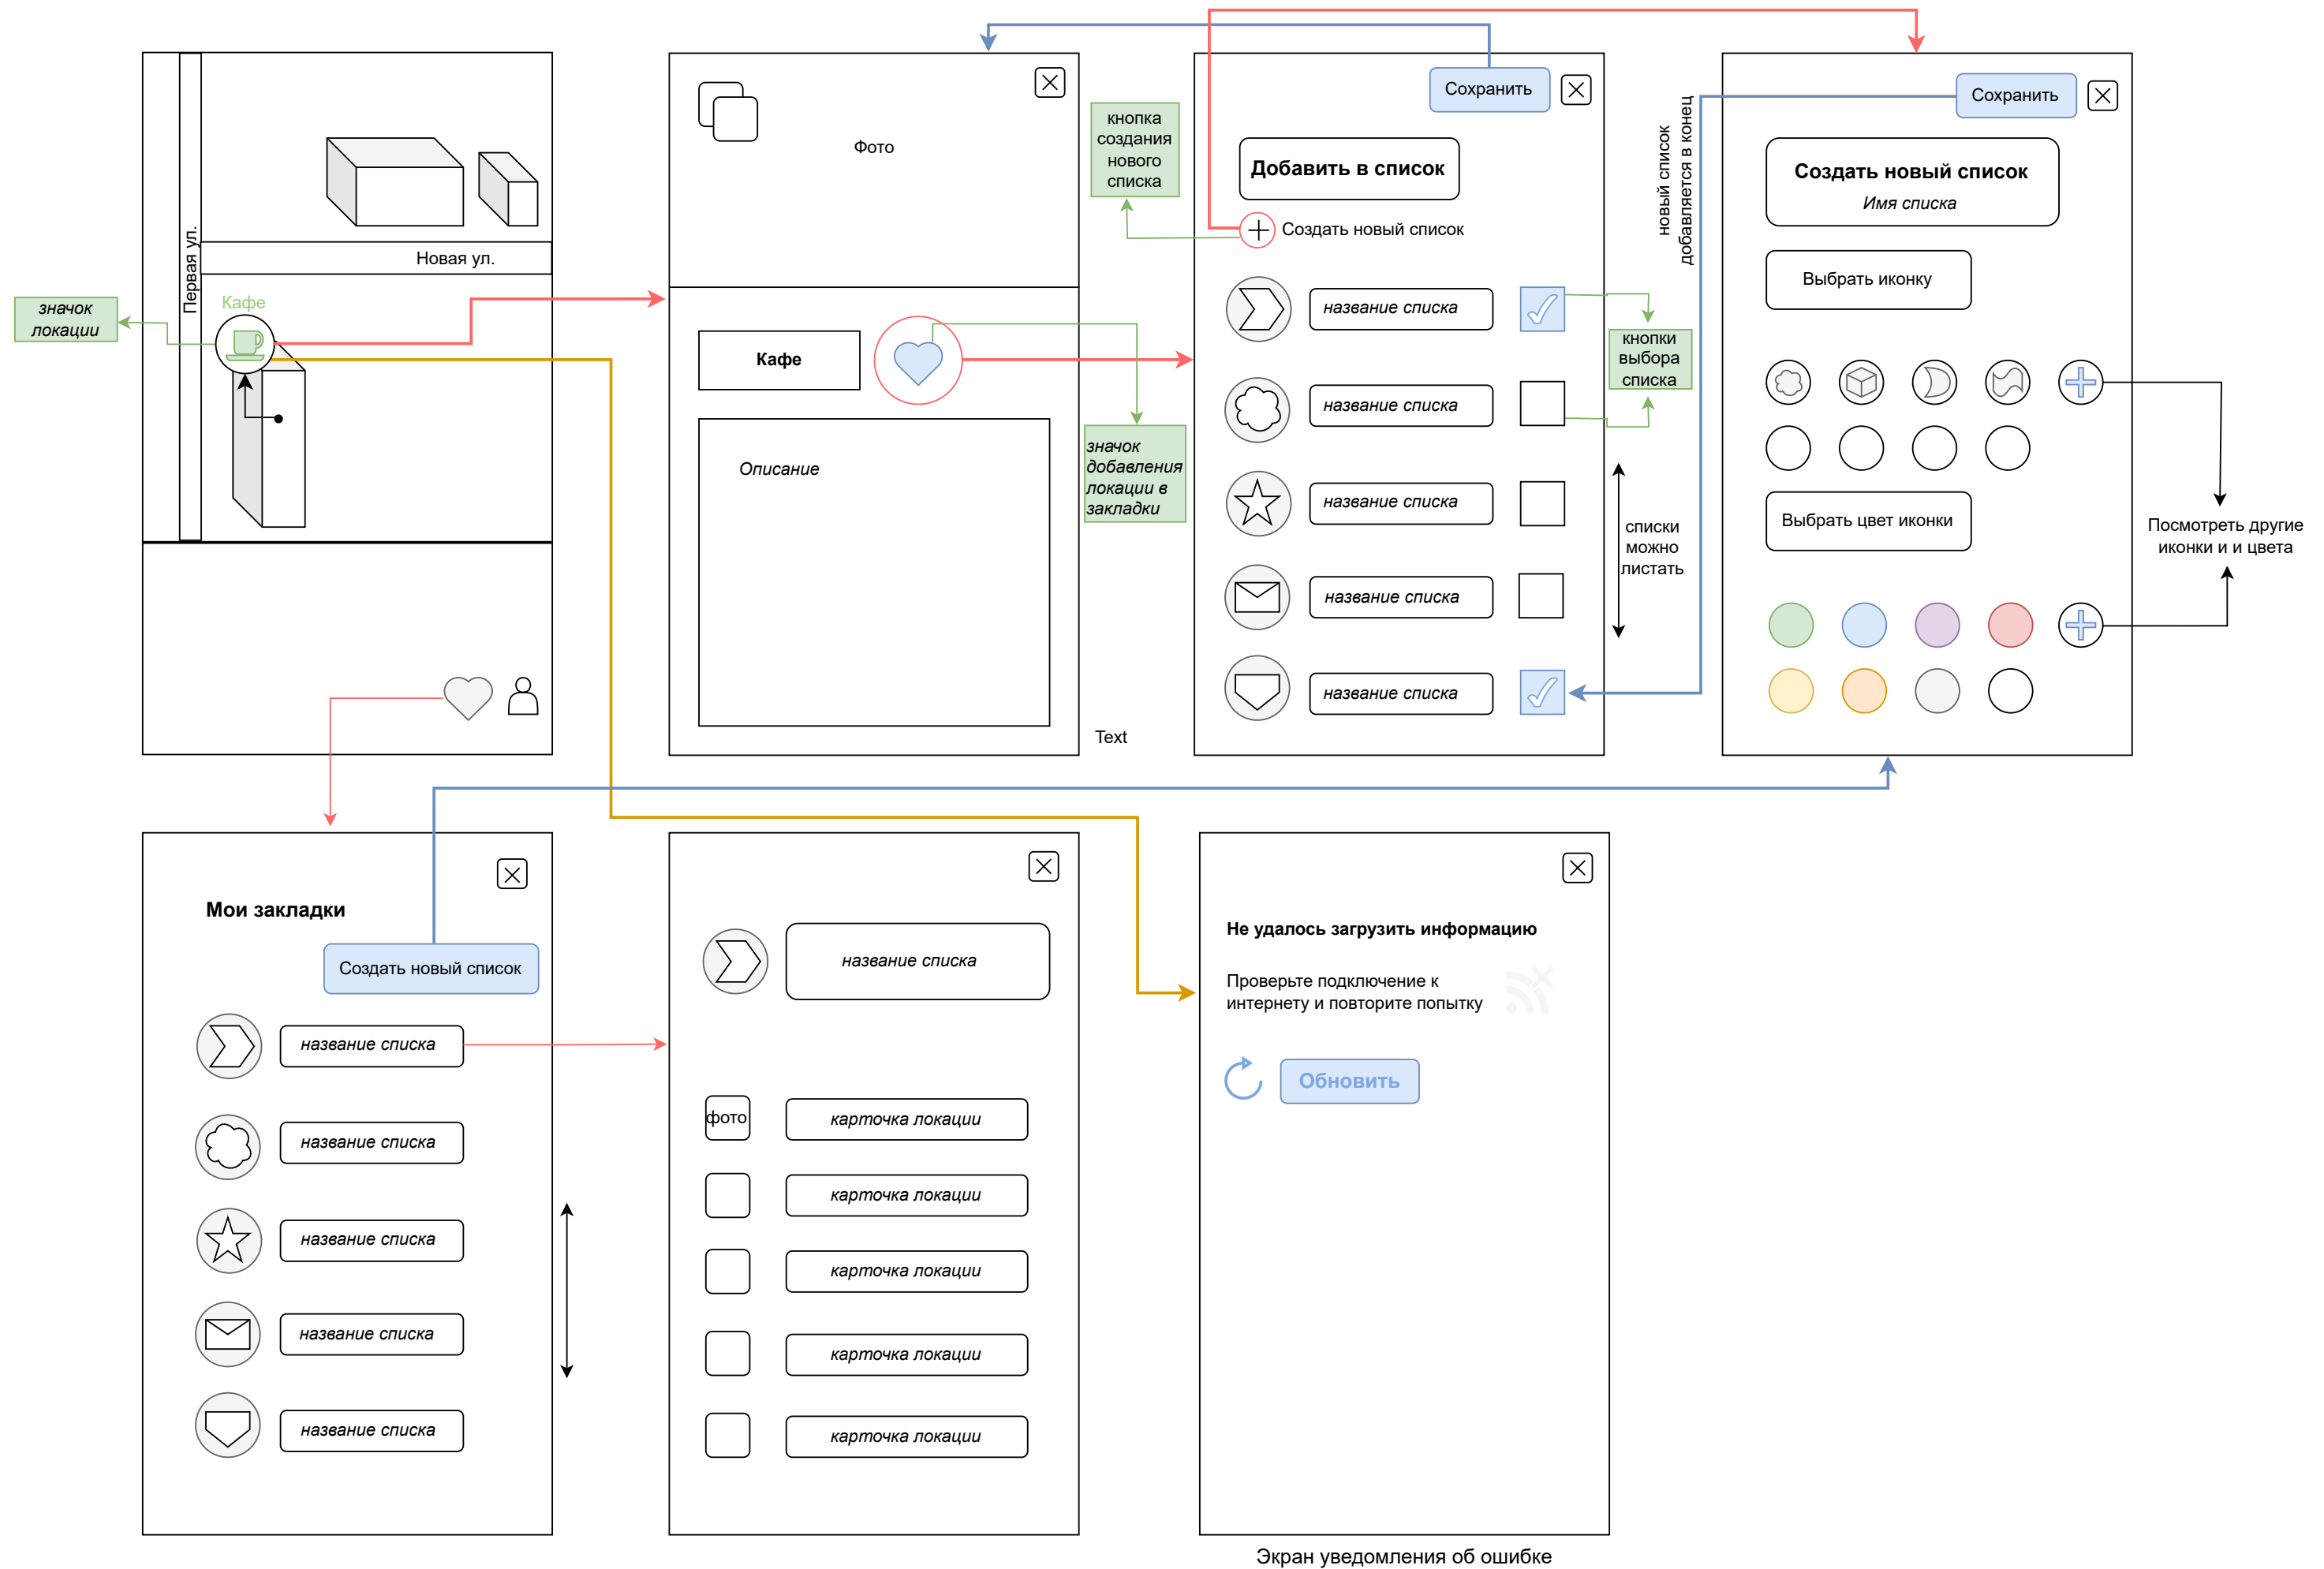 Первая ул.
Новая ул.
Кафе
значок
локации
Фото
Кафе
Описание
Text
кнопка
создания
нового
списка
значок
добавления
локации в
закладки
Сохранить
Добавить в список
Создать новый список
название списка
название списка
название списка
название списка
название списка
кнопки
выбора
списка
списки
можно
листать
новый список
добавляется в конец
Сохранить
Создать новый список
Имя списка
Выбрать иконку
Выбрать цвет иконки
Посмотреть другие
иконки и и цвета
Мои закладки
Создать новый список
название списка
название списка
название списка
название списка
название списка
название списка
фото
карточка локации
карточка локации
карточка локации
карточка локации
карточка локации
Не удалось загрузить информацию
Проверьте подключение к
интернету и повторите попытку
Обновить
Экран уведомления об ошибке